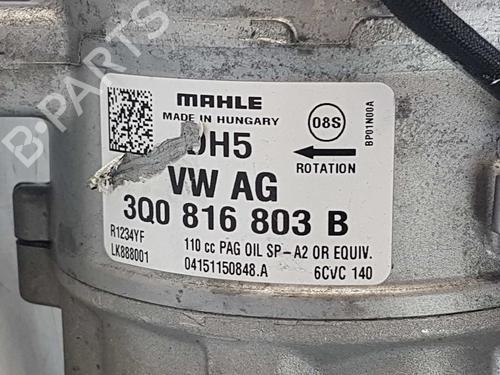 B-PARTS
MAHLE
MADE IN HUNGARY
08S
BP01N00A
DH5
ROTATION
VW AG
3Q0 816 803 B
R1234YF
110 cc PAG OIL SP-A2 OR EQUIV.
LK888001
04151150848.A
6CVC 140